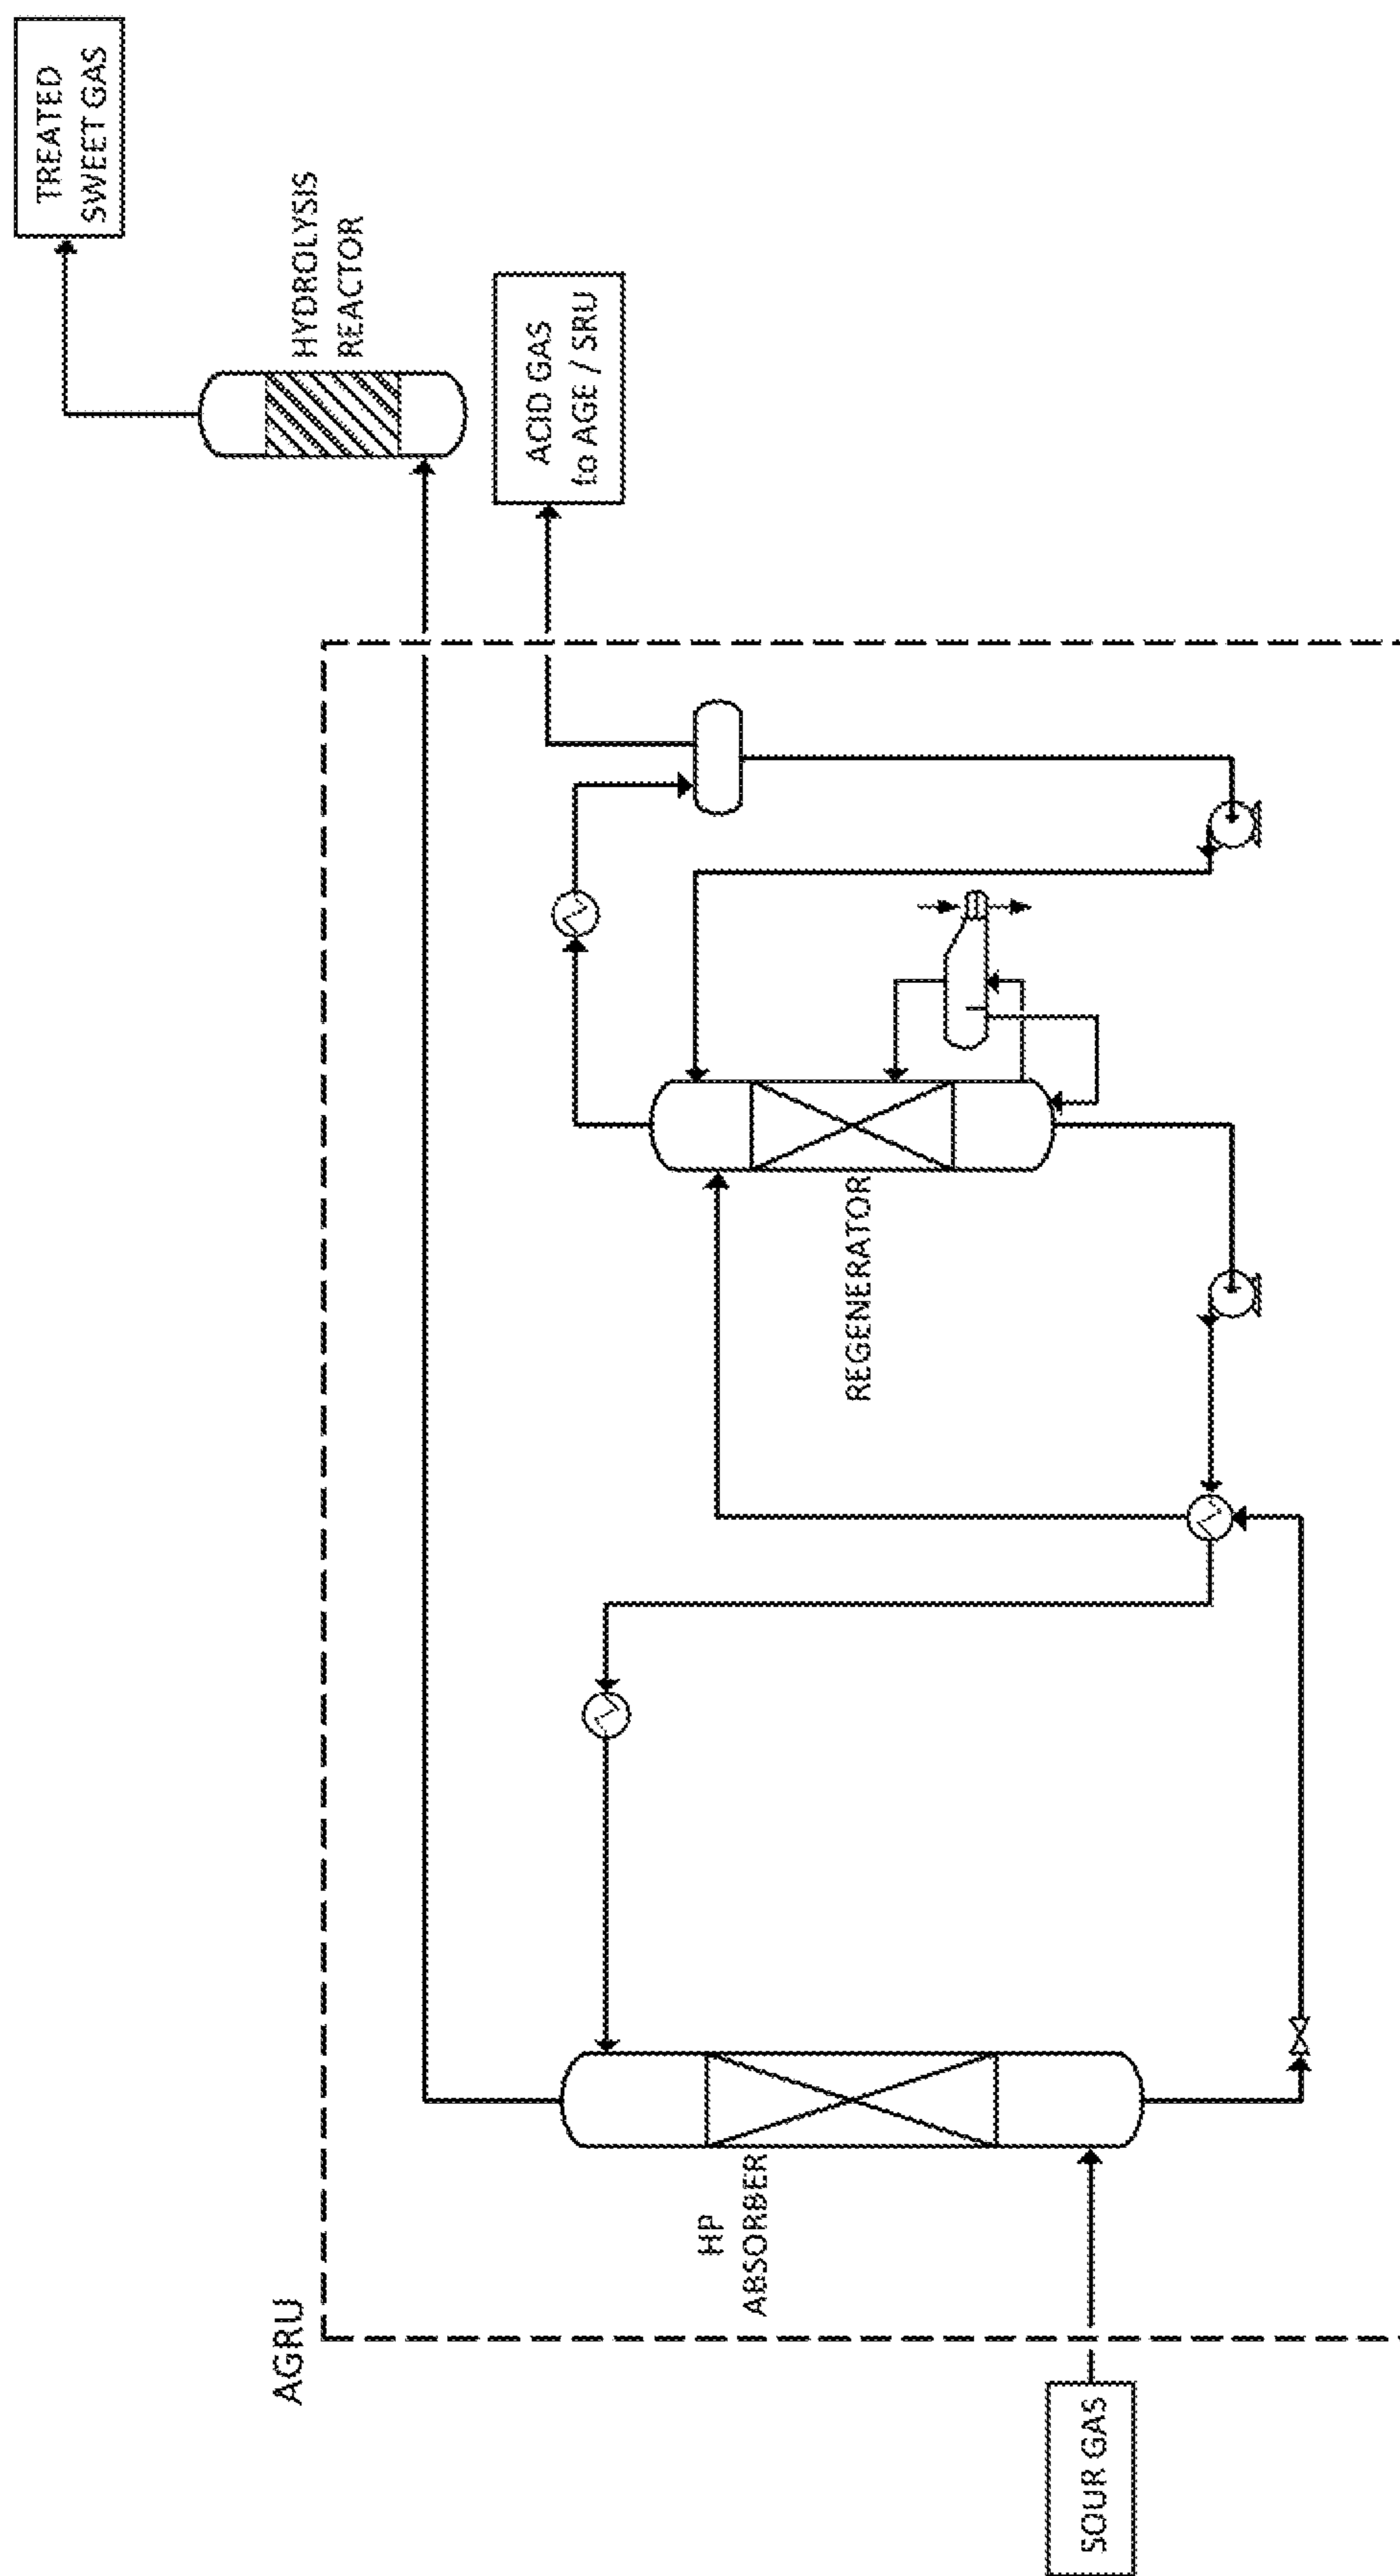 AGRU
SOUR GAS
HP
ABSORBER
REGENERATOR
ACID GAS
to AGE / SRU
HYDROLYSIS
REACTOR
TREATED
SWEET GAS